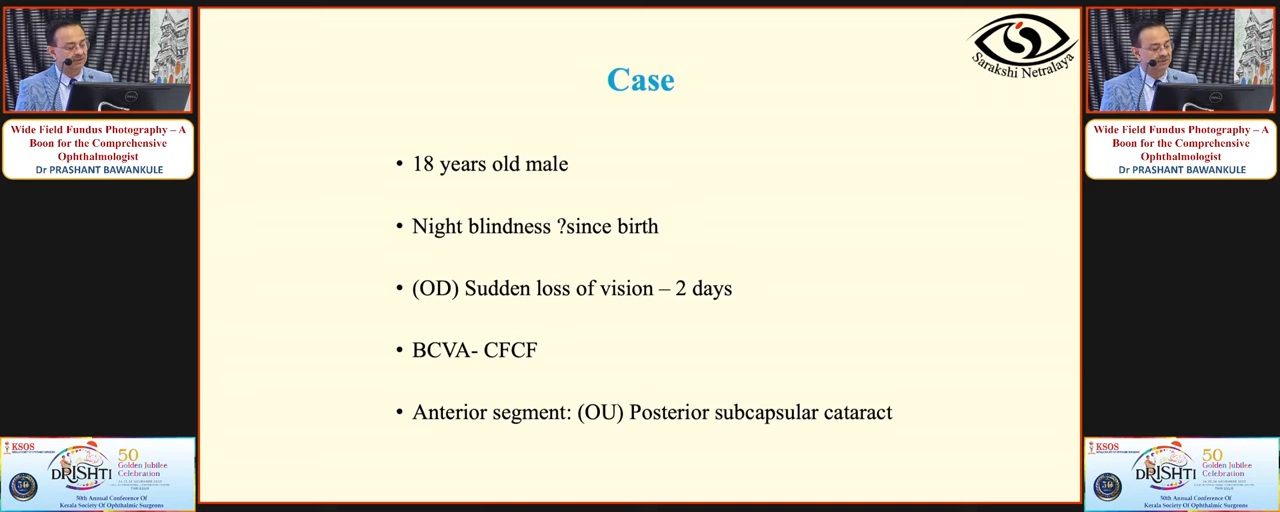 Wide Field Fundus Photography – A
Boon for the Comprehensive
Ophthalmologist
Dr PRASHANT BAWANKULE
KSOS
50
Golden Jubilee
Celebration
DRISHTI
50th Annual Conference Of
Kerala Society Of Ophthalmic Surgeons
Sarakshi Netralaya
Case
• 18 years old male
• Night blindness ?since birth
• (OD) Sudden loss of vision – 2 days
• BCVA- CFCF
• Anterior segment: (OU) Posterior subcapsular cataract
Wide Field Fundus Photography – A
Boon for the Comprehensive
Ophthalmologist
Dr PRASHANT BAWANKULE
KSOS
50
Golden Jubilee
Celebration
DRISHTI
50th Annual Conference Of
Kerala Society Of Ophthalmic Surgeons